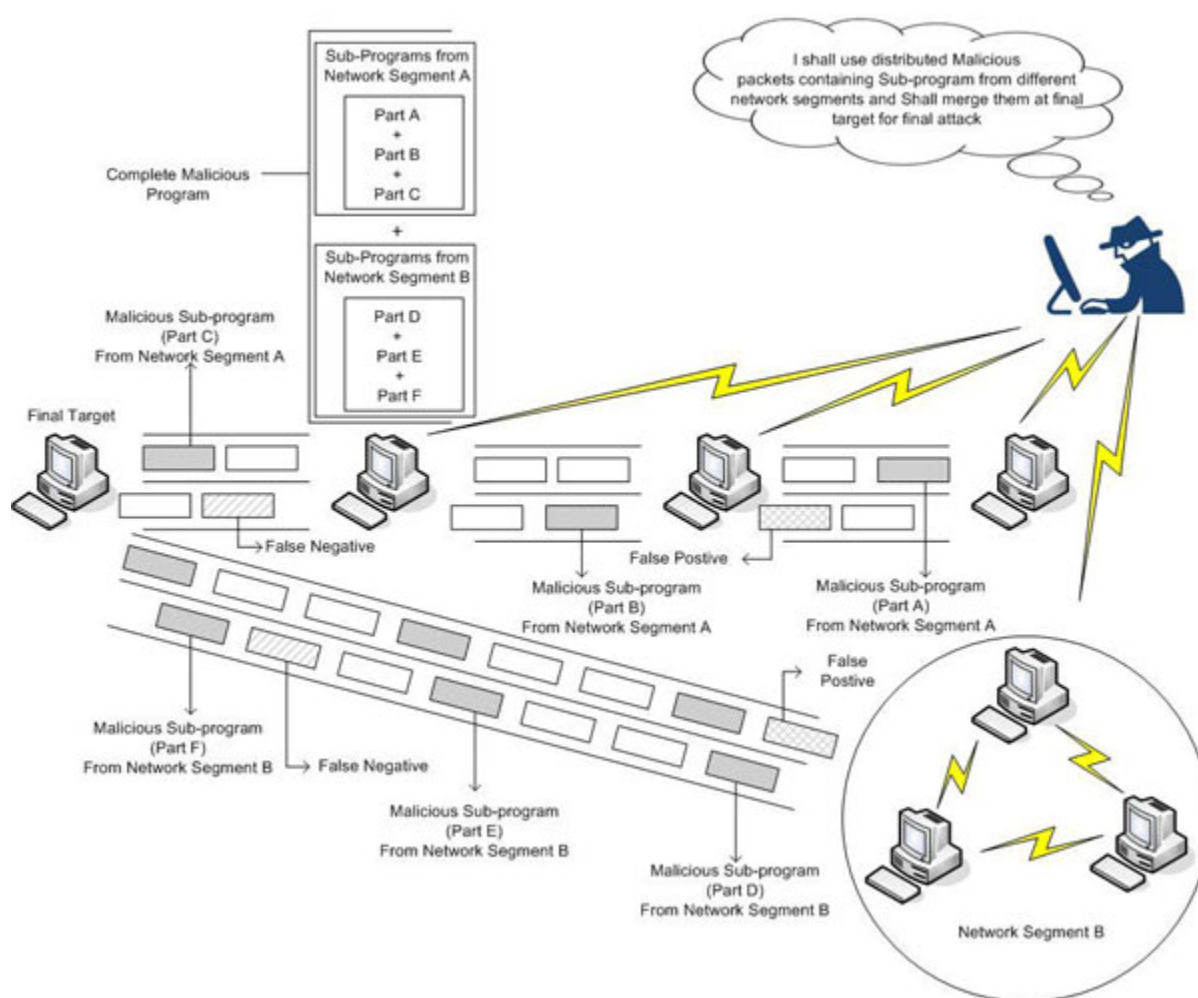 Sub-Programs from
Network Segment A
Part A
+
Part B
+
Part C
Complete Malicious
Program
+
Sub-Programs from
Network Segment B
Part D
+
Part E
+
Part F
I shall use distributed Malicious
packets containing Sub-program from different
network segments and Shall merge them at final
target for final attack
Malicious Sub-program
(Part C)
From Network Segment A
Final Target
False Negative
Malicious Sub-program
(Part B)
From Network Segment A
False Postive
Malicious Sub-program
(Part A)
From Network Segment A
False
Postive
Malicious Sub-program
(Part F)
From Network Segment B
False Negative
Malicious Sub-program
(Part E)
From Network Segment B
Malicious Sub-program
(Part D)
From Network Segment B
Network Segment B